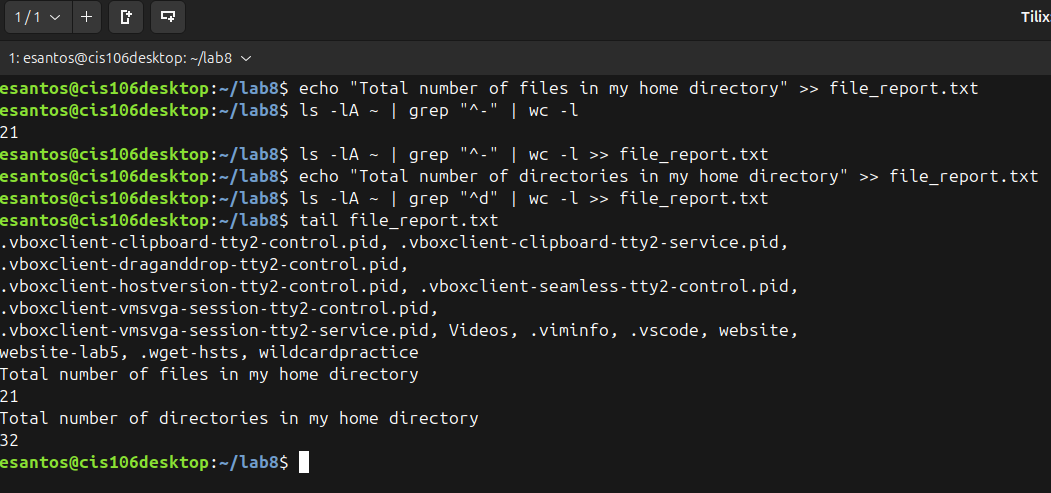 1 / 1
Tilix
1: esantos@cis106desktop: ~/lab8
esantos@cis106desktop:~/lab8$ echo "Total number of files in my home directory" >> file_report.txt
esantos@cis106desktop:~/lab8$ ls -lA ~ | grep "^-" | wc -l
21
esantos@cis106desktop:~/lab8$ ls -lA ~ | grep "^-" | wc -l >> file_report.txt
esantos@cis106desktop:~/lab8$ echo "Total number of directories in my home directory" >> file_report.txt
esantos@cis106desktop:~/lab8$ ls -lA ~ | grep "^d" | wc -l >> file_report.txt
esantos@cis106desktop:~/lab8$ tail file_report.txt
.vboxclient-clipboard-tty2-control.pid, .vboxclient-clipboard-tty2-service.pid,
.vboxclient-draganddrop-tty2-control.pid,
.vboxclient-hostversion-tty2-control.pid, .vboxclient-seamless-tty2-control.pid,
.vboxclient-vmsvga-session-tty2-control.pid,
.vboxclient-vmsvga-session-tty2-service.pid, Videos, .viminfo, .vscode, website,
website-lab5, .wget-hsts, wildcardpractice
Total number of files in my home directory
21
Total number of directories in my home directory
32
esantos@cis106desktop:~/lab8$